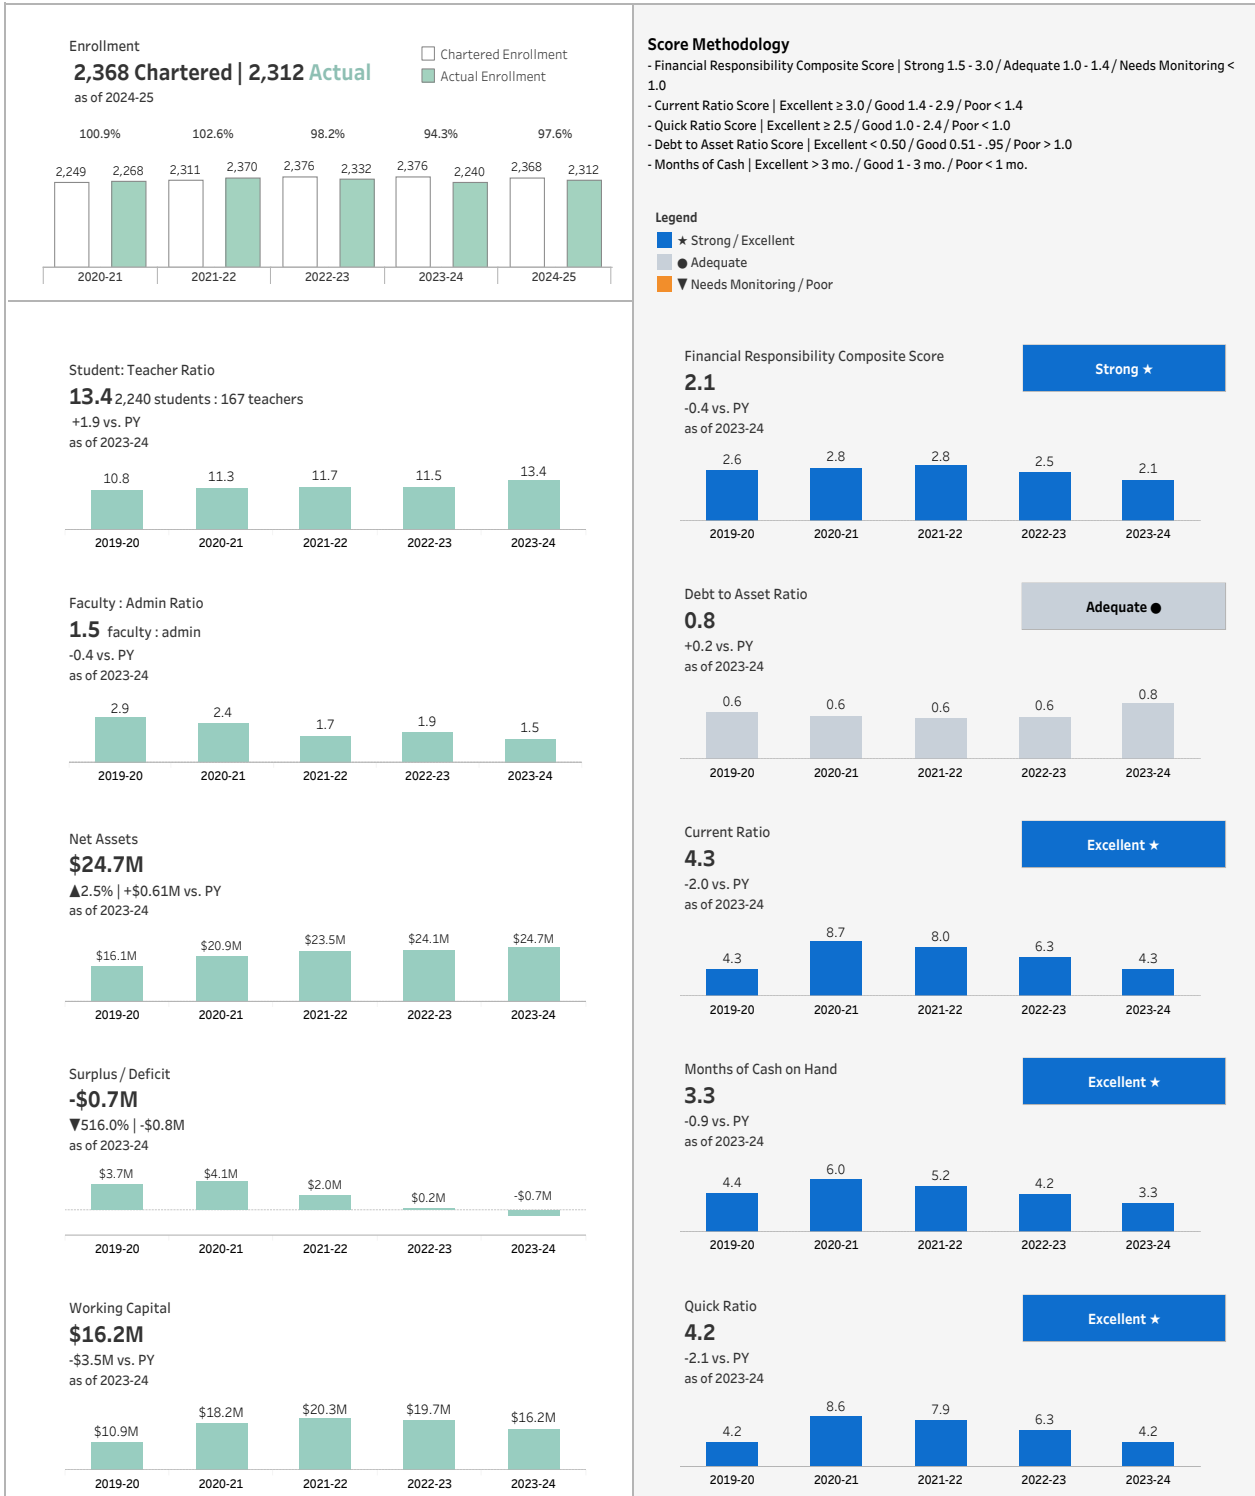 Enrollment
2,368 Chartered | 2,312 Actual
as of 2024-25
Chartered Enrollment
Actual Enrollment
100.9% 102.6% 98.2% 94.3% 97.6%
2,249 2,268 2,311 2,370 2,376 2,332 2,376 2,240 2,368 2,312
2020-21 2021-22 2022-23 2023-24 2024-25
Student: Teacher Ratio
13.4 2,240 students : 167 teachers
+1.9 vs. PY
as of 2023-24
10.8 11.3 11.7 11.5 13.4
2019-20 2020-21 2021-22 2022-23 2023-24
Faculty : Admin Ratio
1.5 faculty : admin
-0.4 vs. PY
as of 2023-24
2.9 2.4 1.7 1.9 1.5
2019-20 2020-21 2021-22 2022-23 2023-24
Net Assets
$24.7M
▲2.5% | +$0.61M vs. PY
as of 2023-24
$16.1M $20.9M $23.5M $24.1M $24.7M
2019-20 2020-21 2021-22 2022-23 2023-24
Surplus / Deficit
-$0.7M
▼516.0% | -$0.8M
as of 2023-24
$3.7M $4.1M $2.0M $0.2M -$0.7M
2019-20 2020-21 2021-22 2022-23 2023-24
Working Capital
$16.2M
-$3.5M vs. PY
as of 2023-24
$10.9M $18.2M $20.3M $19.7M $16.2M
2019-20 2020-21 2021-22 2022-23 2023-24
Score Methodology
- Financial Responsibility Composite Score | Strong 1.5 - 3.0 / Adequate 1.0 - 1.4 / Needs Monitoring <
1.0
- Current Ratio Score | Excellent ≥ 3.0 / Good 1.4 - 2.9 / Poor < 1.4
- Quick Ratio Score | Excellent ≥ 2.5 / Good 1.0 - 2.4 / Poor < 1.0
- Debt to Asset Ratio Score | Excellent < 0.50 / Good 0.51 - .95 / Poor > 1.0
- Months of Cash | Excellent > 3 mo. / Good 1 - 3 mo. / Poor < 1 mo.
Legend
★ Strong / Excellent
● Adequate
▼ Needs Monitoring / Poor
Financial Responsibility Composite Score
Strong ★
2.1
-0.4 vs. PY
as of 2023-24
2.6 2.8 2.8 2.5 2.1
2019-20 2020-21 2021-22 2022-23 2023-24
Debt to Asset Ratio
Adequate ●
0.8
+0.2 vs. PY
as of 2023-24
0.6 0.6 0.6 0.6 0.8
2019-20 2020-21 2021-22 2022-23 2023-24
Current Ratio
Excellent ★
4.3
-2.0 vs. PY
as of 2023-24
4.3 8.7 8.0 6.3 4.3
2019-20 2020-21 2021-22 2022-23 2023-24
Months of Cash on Hand
Excellent ★
3.3
-0.9 vs. PY
as of 2023-24
4.4 6.0 5.2 4.2 3.3
2019-20 2020-21 2021-22 2022-23 2023-24
Quick Ratio
Excellent ★
4.2
-2.1 vs. PY
as of 2023-24
4.2 8.6 7.9 6.3 4.2
2019-20 2020-21 2021-22 2022-23 2023-24